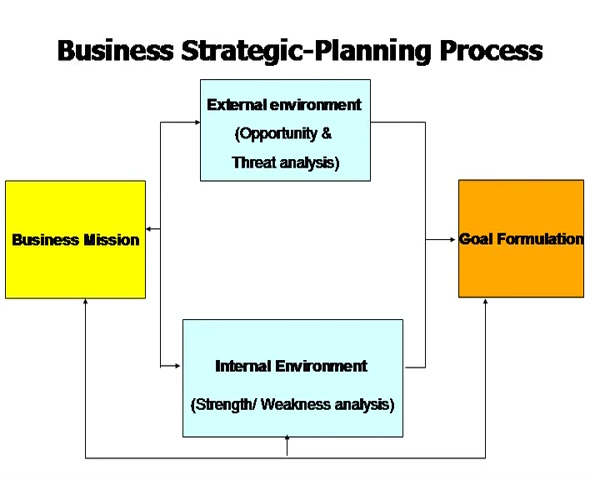 Business Strategic-Planning Process
External environment
(Opportunity &
Threat analysis)
Business Mission
Goal Formulation
Internal Environment
(Strength/ Weakness analysis)